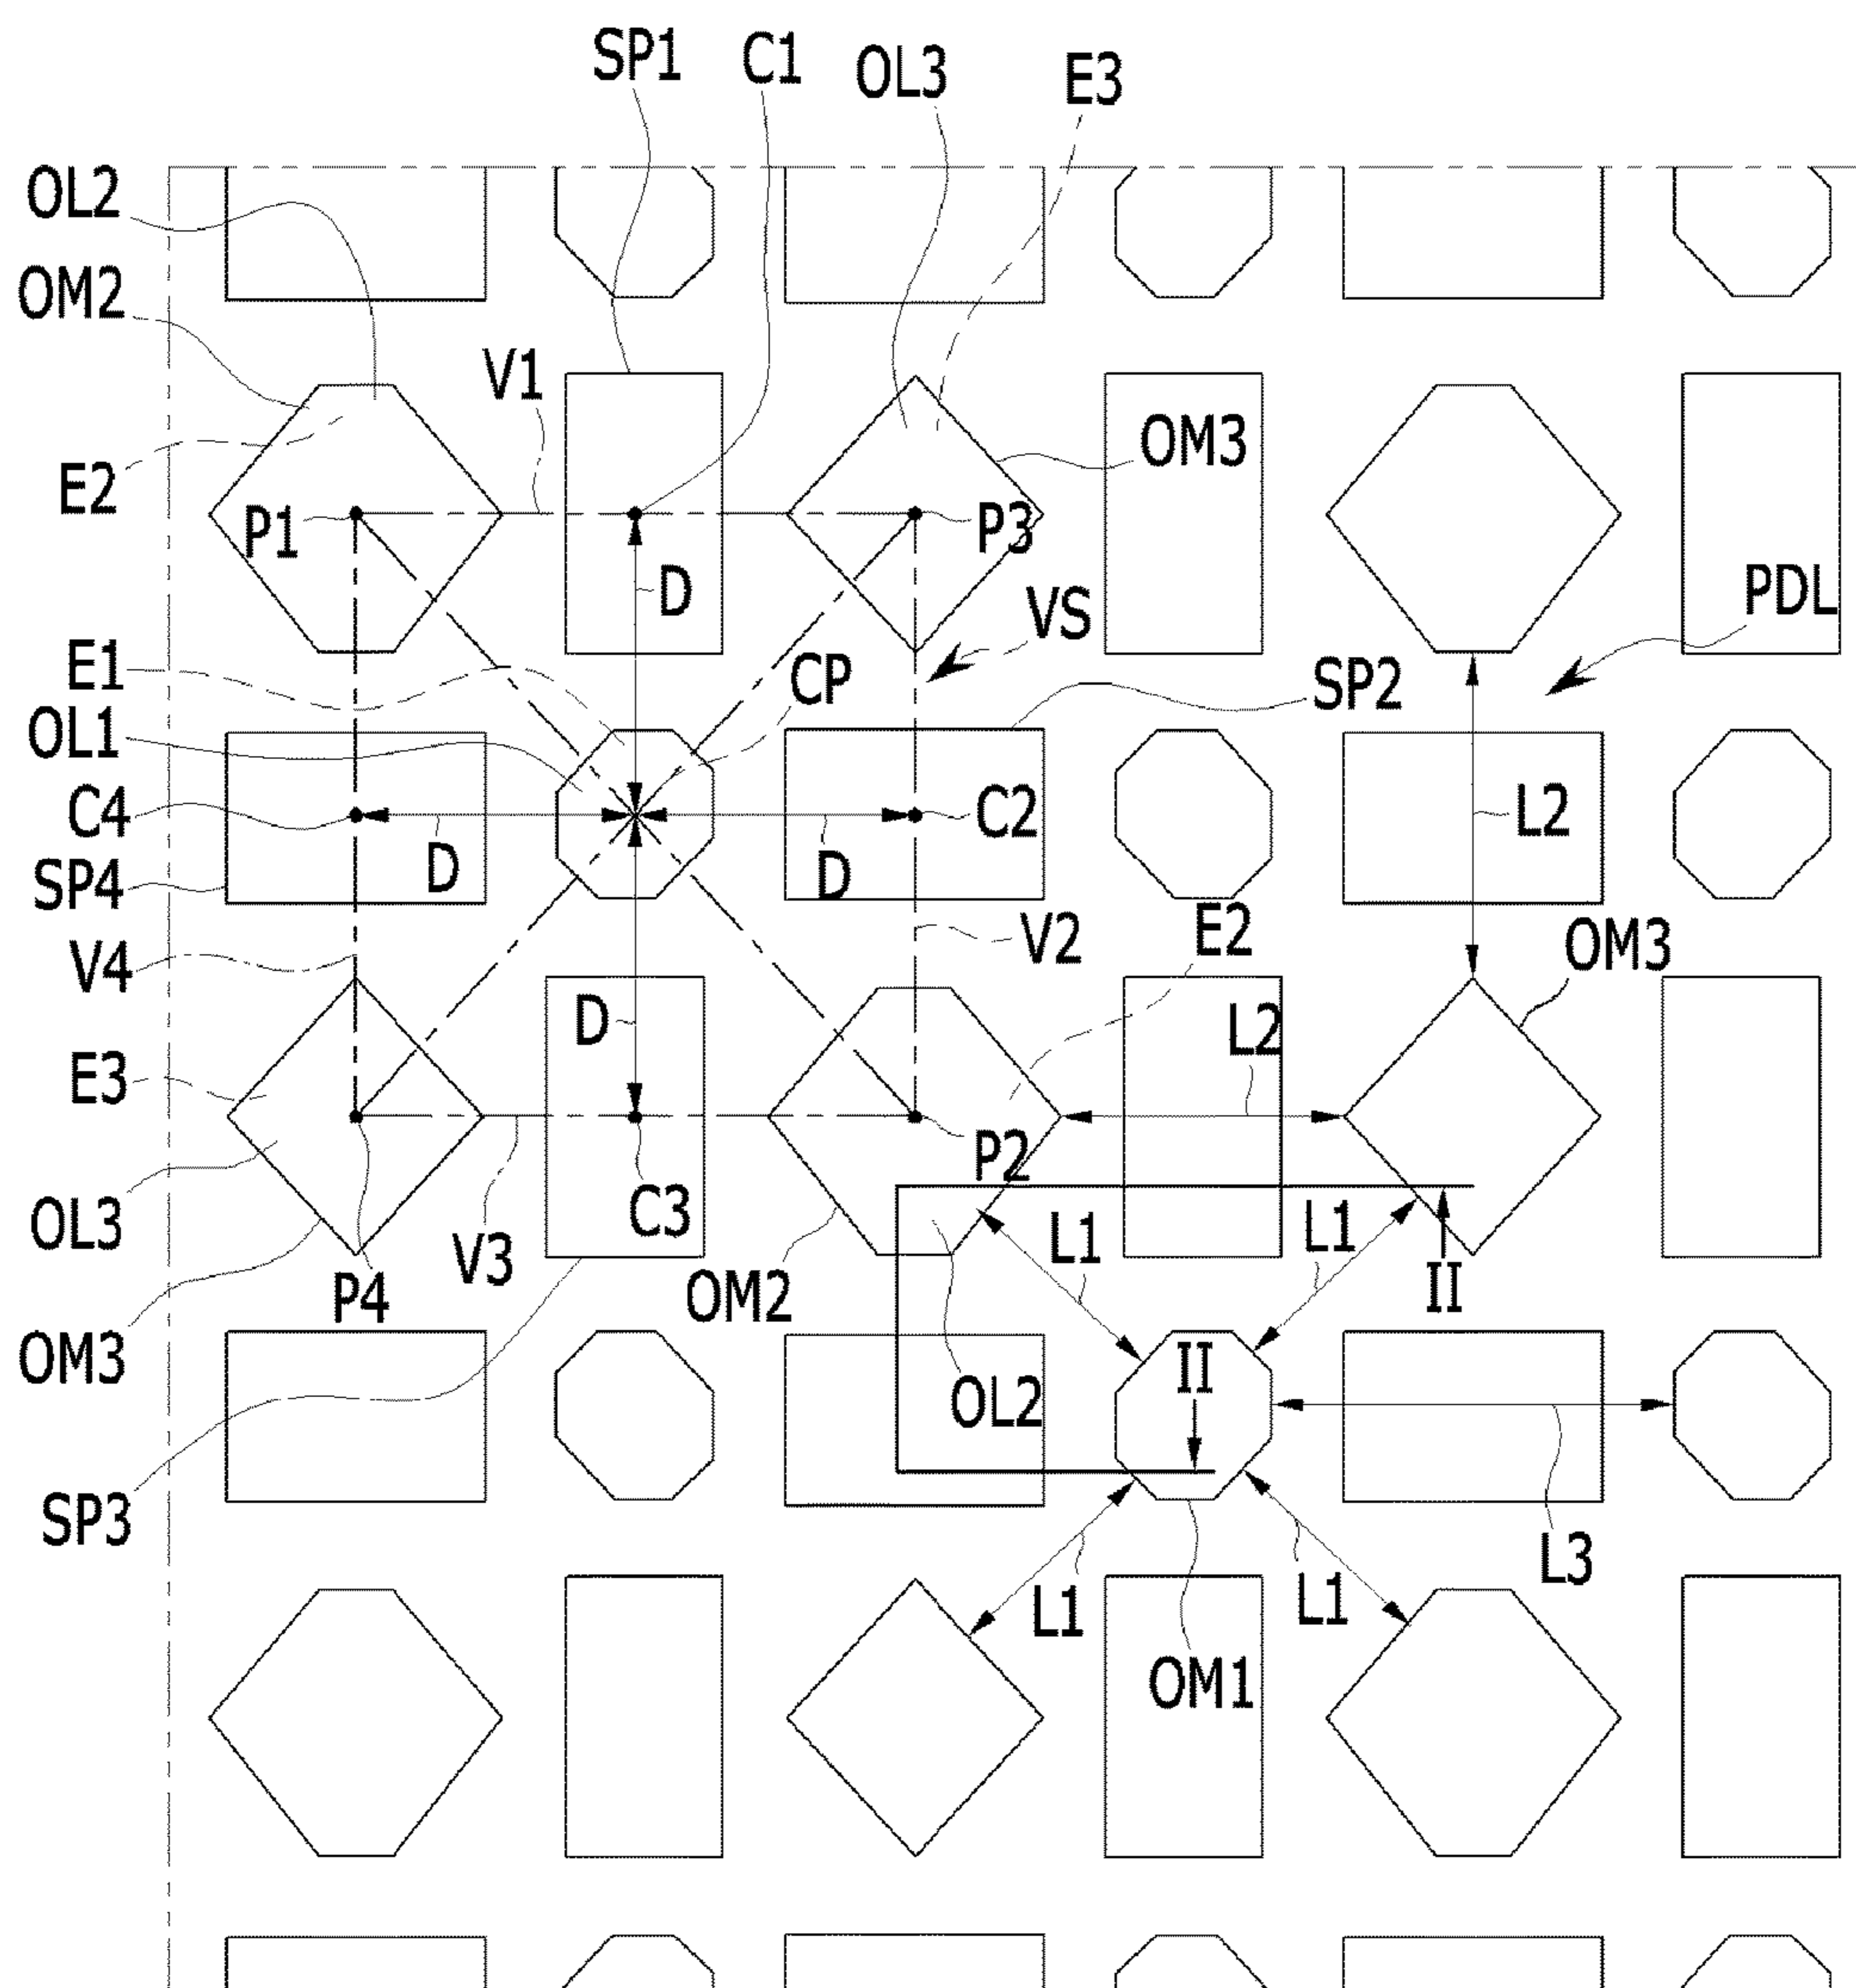 SP1 C1 OL3 E3
OL2
OM2
V1
OM3
E2
P1 P3
D VS PDL
E1 CP SP2
OL1
C4 C2 L2
SP4 D D
V4 V2 E2 OM3
D L2
E3
P2
OL3 C3 L1 L1
V3 II
P4 OM2
OM3 II
OL2
SP3
L3
L1 L1
OM1